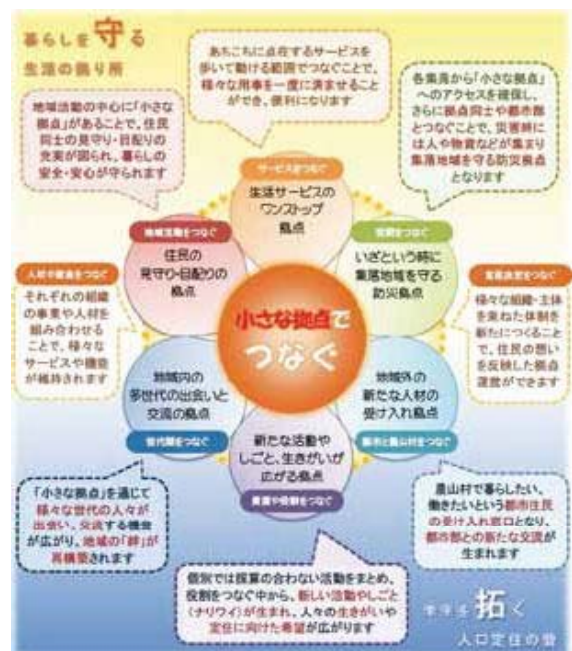 暮らしを守る
生活の拠り所
あちこちに点在するサービスを
歩いて動ける範囲でつなぐことで、
様々な用事を一度に済ませること
ができ、便利になります
地域活動の中心に「小さな
拠点」があることで、住民
同士の見守り・目配りの
充実が図られ、暮らしの
安全・安心が守られます
各集落から「小さな拠点」
へのアクセスを確保し、
さらに拠点同士や都市部
とつなぐことで、災害時に
は人や物資などが集まり
集落地域を守る防災拠点
となります
サービスをつなぐ
生活サービスの
ワンストップ
拠点
地域活動をつなぐ
住民の
見守り・目配りの
拠点
いざという時に
集落地域を守る
防災拠点
それぞれの組織
の事業や人材を
組み合わせる
ことで、様々な
サービスや機能
が維持されます
小さな拠点で
つなぐ
様々な組織・主体
を束ねた体制を
新たにつくること
で、住民の想い
を反映した拠点
運営ができます
地域内の
多世代の出会いと
交流の拠点
世代間をつなぐ
地域外の
新たな人材の
受け入れ拠点
都市と農山村をつなぐ
新たな活動や
しごと、生きがいが
広がる拠点
「小さな拠点」を通じて
様々な世代の人々が
出会い、交流する機会
が広がり、地域の「絆」が
再構築されます
農山村で暮らしたい、
働きたいという都市住民
の受け入れ窓口となり、
都市部との新たな交流が
生まれます
個別では採算の合わない活動をまとめ、
役割をつなぐ中から、新しい活動やしごと
(ナリワイ)が生まれ、人々の生きがいや
定住に向けた希望が広がります
拓く
人口定住の砦